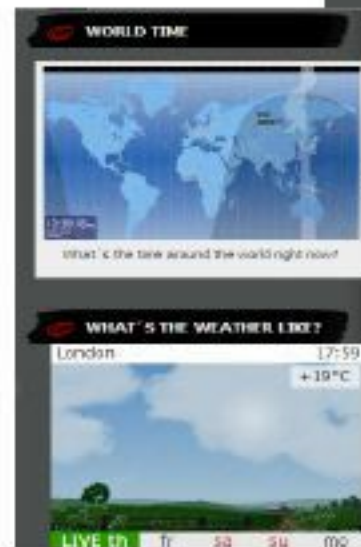 WORLD TIME
What´s the time around the world right now?
WHAT´S THE WEATHER LIKE?
London 17:59
+19°C
LIVE th fr sa su mo